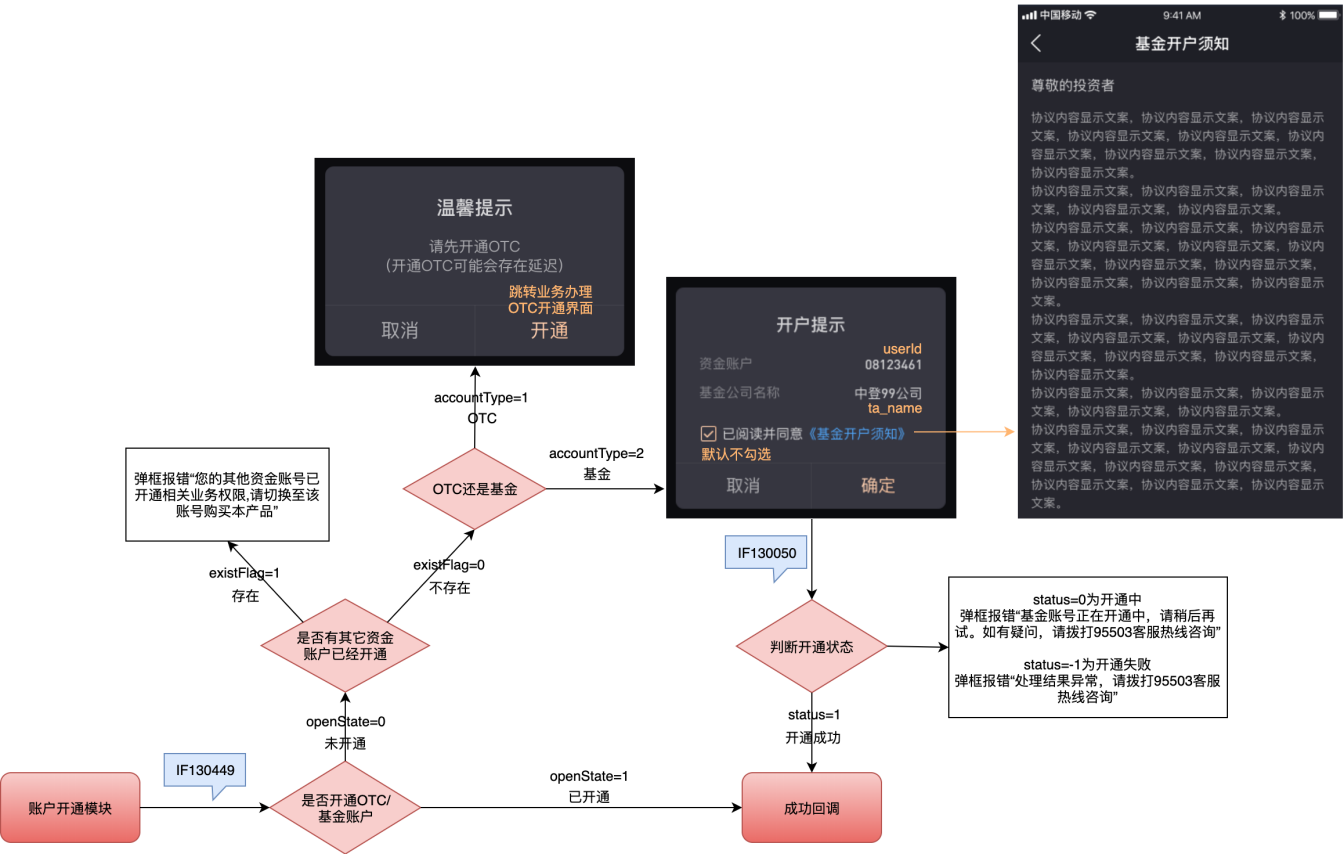 中国移动
9:41 AM
100%
基金开户须知
尊敬的投资者
协议内容显示文案，协议内容显示文案，协议内容显示
文案，协议内容显示文案，协议内容显示文案，协议内
容显示文案，协议内容显示文案，协议内容显示文案，
协议内容显示文案。
协议内容显示文案，协议内容显示文案，协议内容显示
文案，协议内容显示文案，协议内容显示文案。
协议内容显示文案，协议内容显示文案，协议内容显示
文案，协议内容显示文案，协议内容显示文案，协议内
容显示文案，协议内容显示文案，协议内容显示文案，
协议内容显示文案，协议内容显示文案，协议内容显示
文案。
协议内容显示文案，协议内容显示文案，协议内容显示
文案，协议内容显示文案，协议内容显示文案，协议内
容显示文案，协议内容显示文案，协议内容显示文案，
协议内容显示文案。
协议内容显示文案，协议内容显示文案，协议内容显示
文案，协议内容显示文案，协议内容显示文案。
协议内容显示文案，协议内容显示文案，协议内容显示
文案，协议内容显示文案，协议内容显示文案，协议内
容显示文案，协议内容显示文案，协议内容显示文案，
协议内容显示文案，协议内容显示文案，协议内容显示
文案。
温馨提示
请先开通OTC
（开通OTC可能会存在延迟）
跳转业务办理
OTC开通界面
取消
开通
开户提示
userId
资金账户
08123461
基金公司名称
中登99公司
ta_name
已阅读并同意《基金开户须知》
默认不勾选
取消
确定
accountType=1
OTC
accountType=2
基金
OTC还是基金
弹框报错“您的其他资金账号已
开通相关业务权限,请切换至该
账号购买本产品”
existFlag=1
存在
existFlag=0
不存在
IF130050
是否有其它资金
账户已经开通
判断开通状态
status=0为开通中
弹框报错“基金账号正在开通中，请稍后再
试。如有疑问，请拨打95503客服热线咨询”
status=-1为开通失败
弹框报错“处理结果异常，请拨打95503客服
热线咨询”
openState=0
未开通
status=1
开通成功
IF130449
账户开通模块
是否开通OTC/
基金账户
openState=1
已开通
成功回调